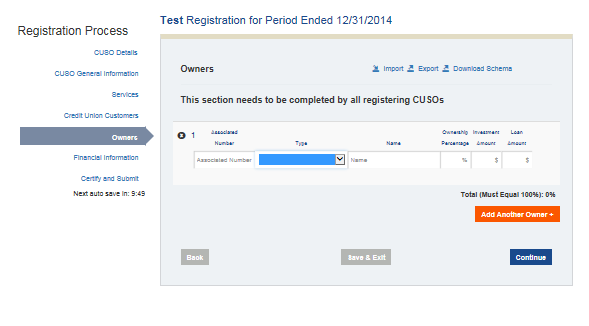 Test Registration for Period Ended 12/31/2014
Registration Process
CUSO Details
CUSO General Information
Services
Credit Union Customers
Owners
Financial Information
Certify and Submit
Next auto save in: 9:49
Owners
Import Export Download Schema
This section needs to be completed by all registering CUSOs
1 Associated Number Type Name Ownership Percentage Investment Amount Loan Amount
Associated Number Name % $ $
Total (Must Equal 100%): 0%
Add Another Owner +
Back Save & Exit Continue